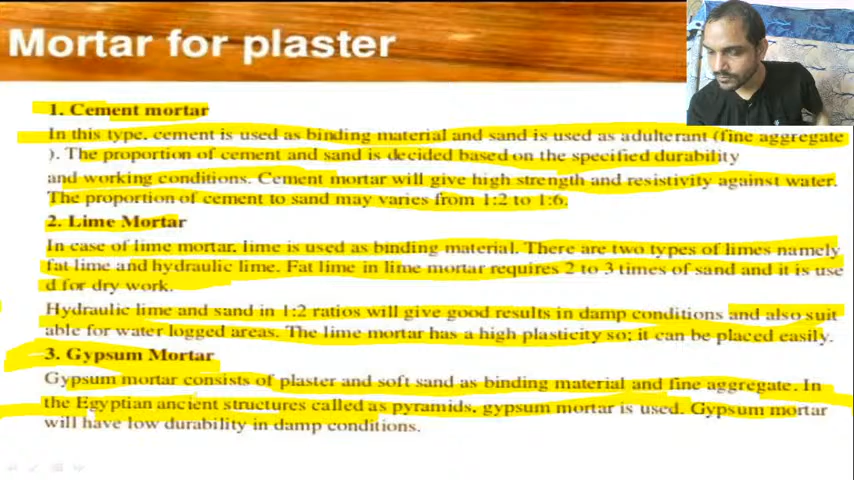 Mortar for plaster
1. Cement mortar
In this type, cement is used as binding material and sand is used as adulterant (fine aggregate
). The proportion of cement and sand is decided based on the specified durability
and working conditions. Cement mortar will give high strength and resistivity against water.
The proportion of cement to sand may varies from 1:2 to 1:6.
2. Lime Mortar
In case of lime mortar, lime is used as binding material. There are two types of limes namely
fat lime and hydraulic lime. Fat lime in lime mortar requires 2 to 3 times of sand and it is use
d for dry work.
Hydraulic lime and sand in 1:2 ratios will give good results in damp conditions and also suit
able for water logged areas. The lime mortar has a high plasticity so; it can be placed easily.
3. Gypsum Mortar
Gypsum mortar consists of plaster and soft sand as binding material and fine aggregate. In
the Egyptian ancient structures called as pyramids, gypsum mortar is used. Gypsum mortar
will have low durability in damp conditions.